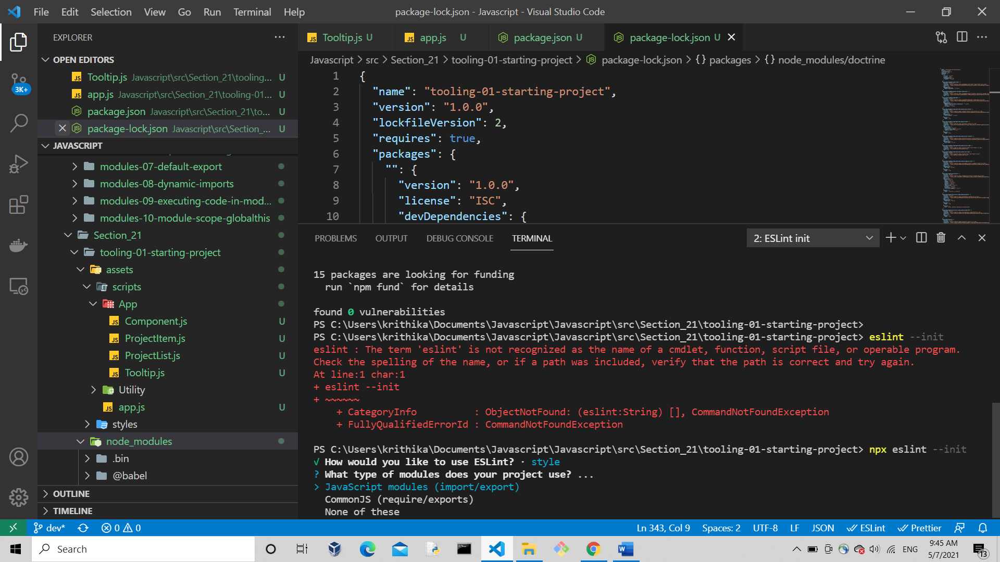 File Edit Selection View Go Run Terminal Help package-lock.json - Javascript - Visual Studio Code
EXPLORER
OPEN EDITORS
Tooltip.js Javascript\src\Section_21\tooling... U
app.js Javascript\src\Section_21\tooling-01... U
package.json Javascript\src\Section_21\to... U
package-lock.json Javascript\src\Section_... U
JAVASCRIPT
modules-07-default-export
modules-08-dynamic-imports
modules-09-executing-code-in-mod...
modules-10-module-scope-globalthis
Section_21
tooling-01-starting-project
assets
scripts
App
Component.js U
ProjectItem.js U
ProjectList.js U
Tooltip.js U
Utility
app.js U
styles
node_modules
.bin
@babel
OUTLINE
TIMELINE
3K+
Tooltip.js U app.js U package.json U package-lock.json U
Javascript > src > Section_21 > tooling-01-starting-project > package-lock.json > {} packages > {} node_modules/doctrine
1 {
2 "name": "tooling-01-starting-project",
3 "version": "1.0.0",
4 "lockfileVersion": 2,
5 "requires": true,
6 "packages": {
7 "": {
8 "version": "1.0.0",
9 "license": "ISC",
10 "devDependencies": {
PROBLEMS OUTPUT DEBUG CONSOLE TERMINAL 2: ESLint init
15 packages are looking for funding
run `npm fund` for details
found 0 vulnerabilities
PS C:\Users\krithika\Documents\Javascript\Javascript\src\Section_21\tooling-01-starting-project>
PS C:\Users\krithika\Documents\Javascript\Javascript\src\Section_21\tooling-01-starting-project> eslint --init
eslint : The term 'eslint' is not recognized as the name of a cmdlet, function, script file, or operable program.
Check the spelling of the name, or if a path was included, verify that the path is correct and try again.
At line:1 char:1
+ eslint --init
+ ~~~~~~
+ CategoryInfo : ObjectNotFound: (eslint:String) [], CommandNotFoundException
+ FullyQualifiedErrorId : CommandNotFoundException
PS C:\Users\krithika\Documents\Javascript\Javascript\src\Section_21\tooling-01-starting-project> npx eslint --init
√ How would you like to use ESLint? · style
? What type of modules does your project use? ...
> JavaScript modules (import/export)
CommonJS (require/exports)
None of these
dev* 0 0 Ln 343, Col 9 Spaces: 2 UTF-8 LF JSON ESLint Prettier
Search ENG 9:45 AM
5/7/2021 13